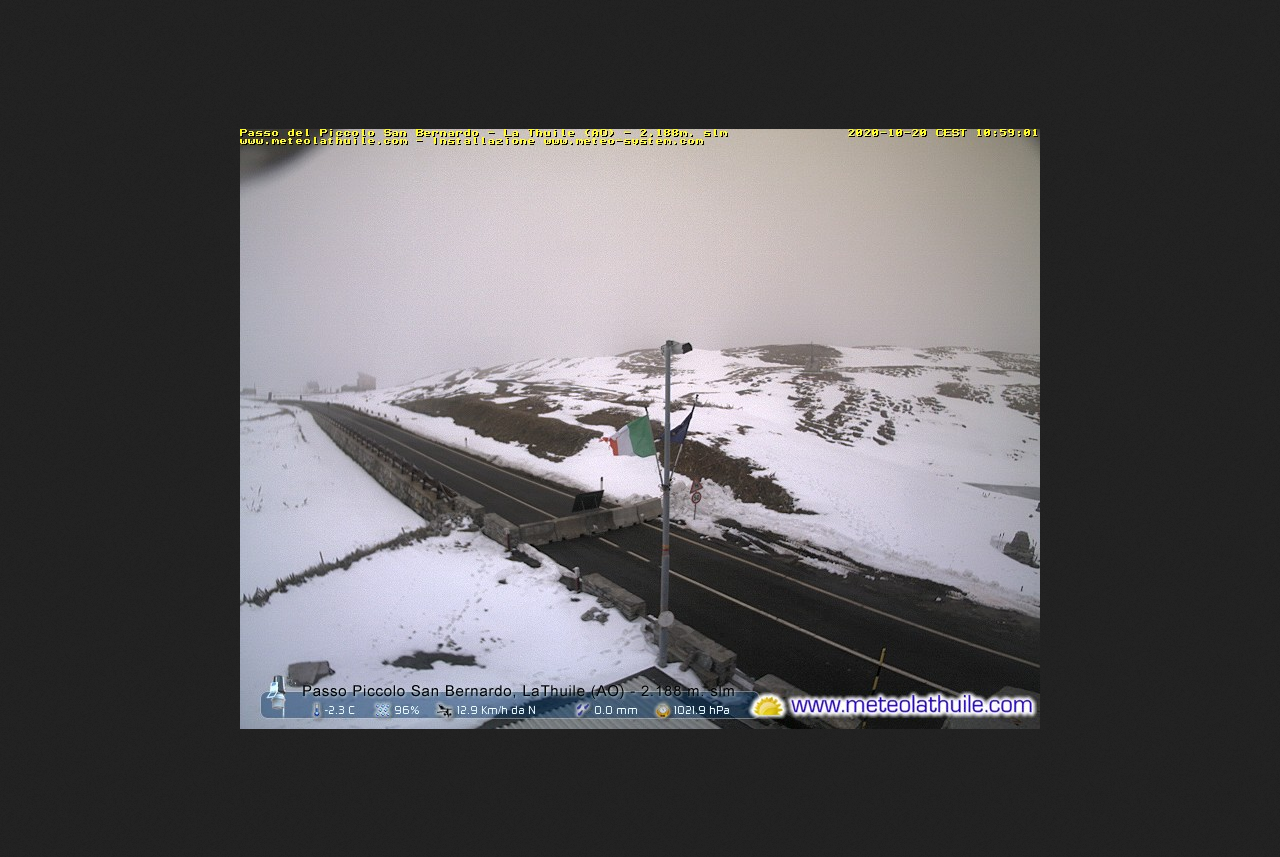 Passo del Piccolo San Bernardo - La Thuile (AO) - 2.188m. slm
2020-10-20 CEST 10:59:01
www.meteolathuile.com - Installazione www.meteo-system.com
Passo Piccolo San Bernardo, LaThuile (AO) - 2.188 m. slm
-2.3 C 96% 12.9 Km/h da N 0.0 mm 1021.9 hPa
www.meteolathuile.com